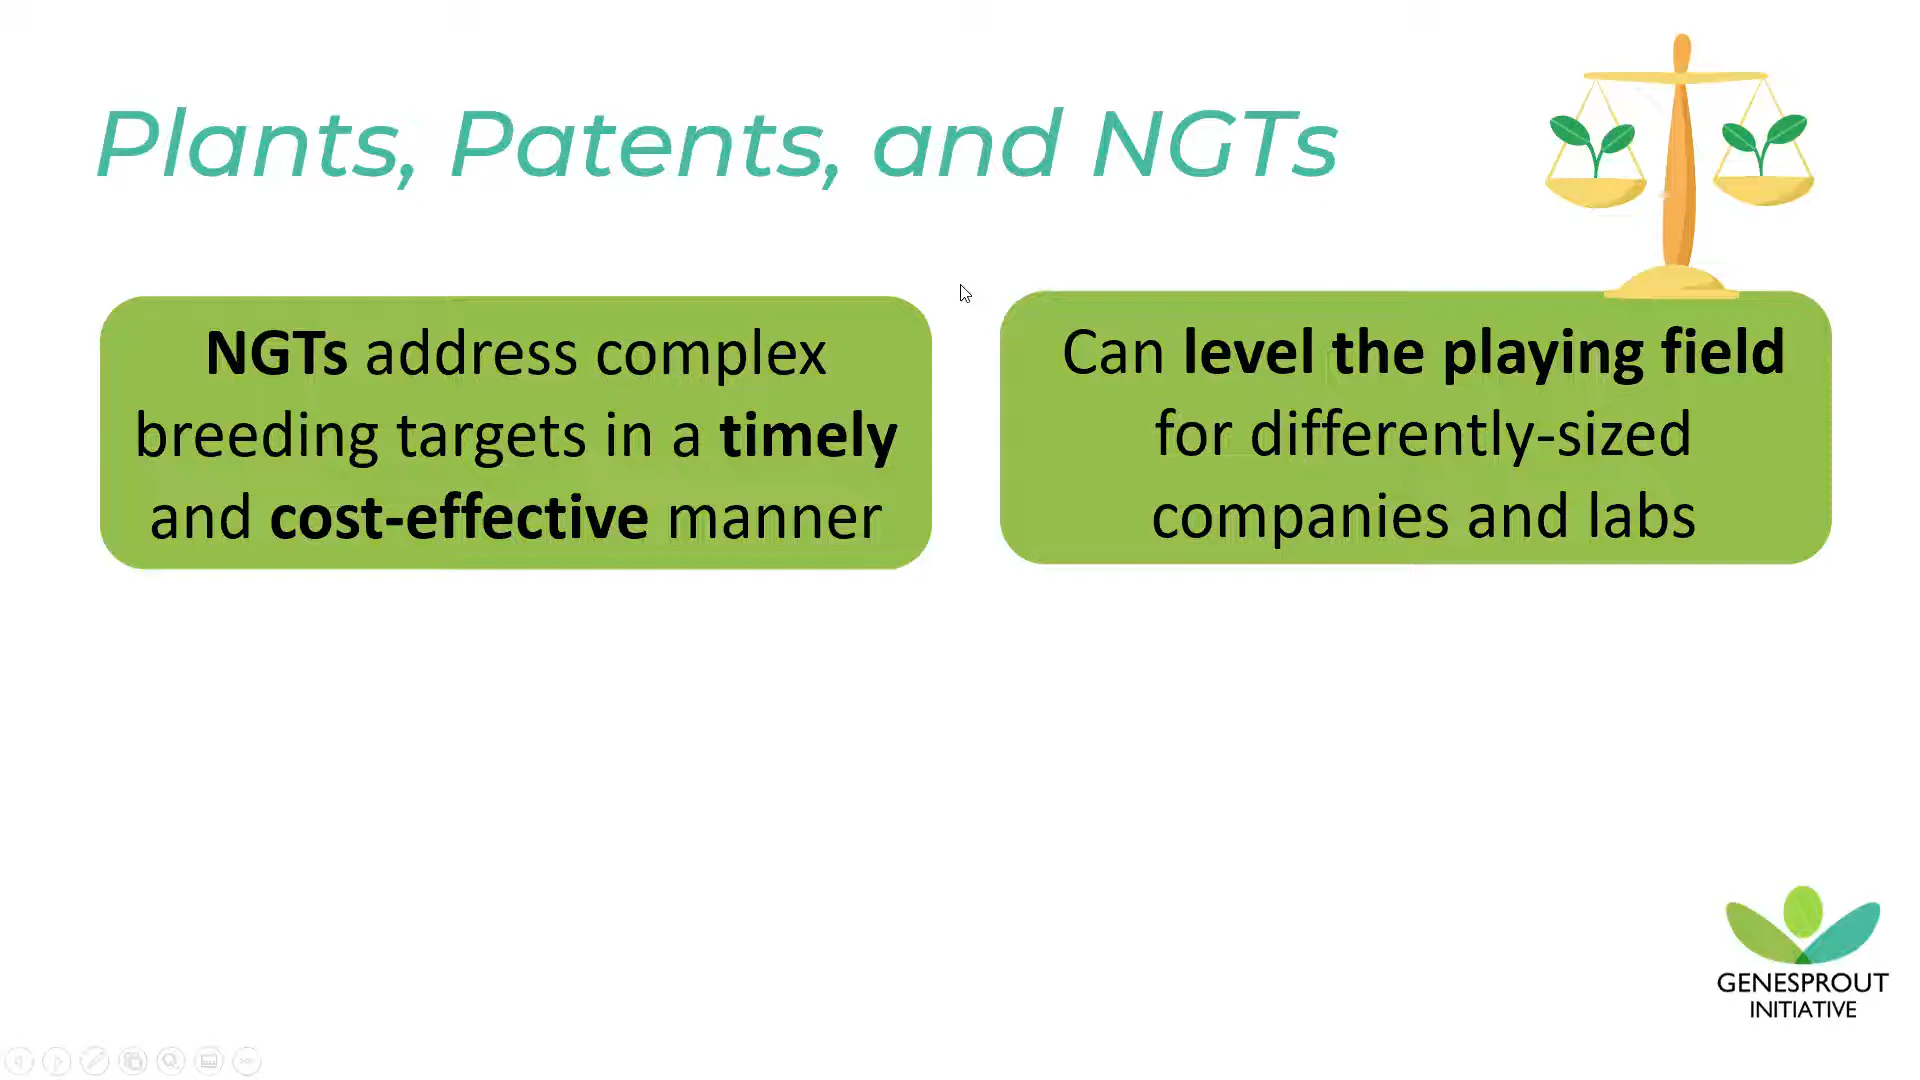 Plants, Patents, and NGTs
NGTs address complex
breeding targets in a timely
and cost-effective manner
Can level the playing field
for differently-sized
companies and labs
GENESPROUT
INITIATIVE